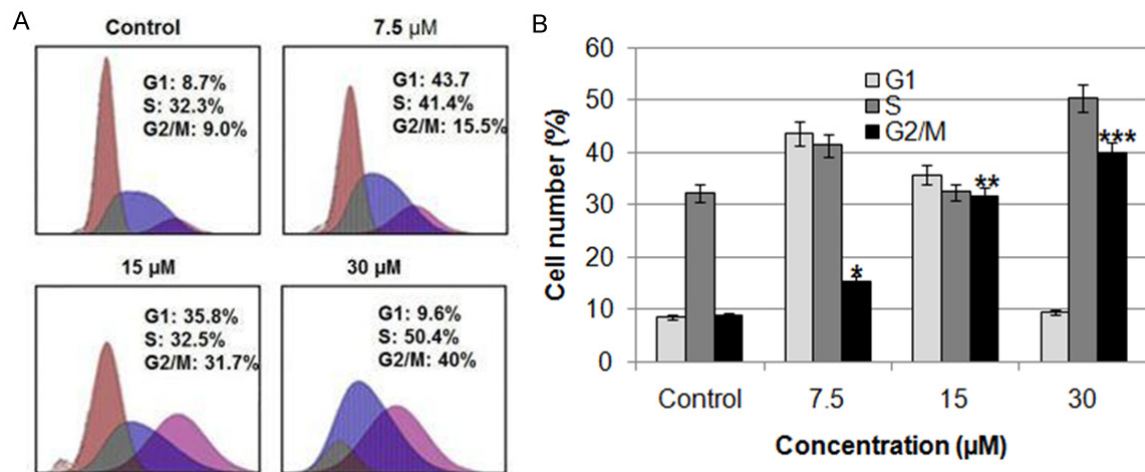 A
Control
G1: 8.7%
S: 32.3%
G2/M: 9.0%
7.5 µM
G1: 43.7
S: 41.4%
G2/M: 15.5%
15 µM
G1: 35.8%
S: 32.5%
G2/M: 31.7%
30 µM
G1: 9.6%
S: 50.4%
G2/M: 40%
B
60
50
40
30
20
10
0
Cell number (%)
G1
S
G2/M
*
**
***
Control 7.5 15 30
Concentration (µM)